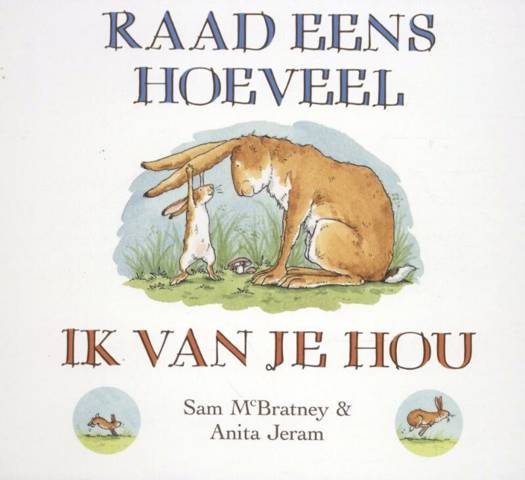 RAAD EENS
HOEVEEL
IK VAN JE HOU
Sam McBratney &
Anita Jeram